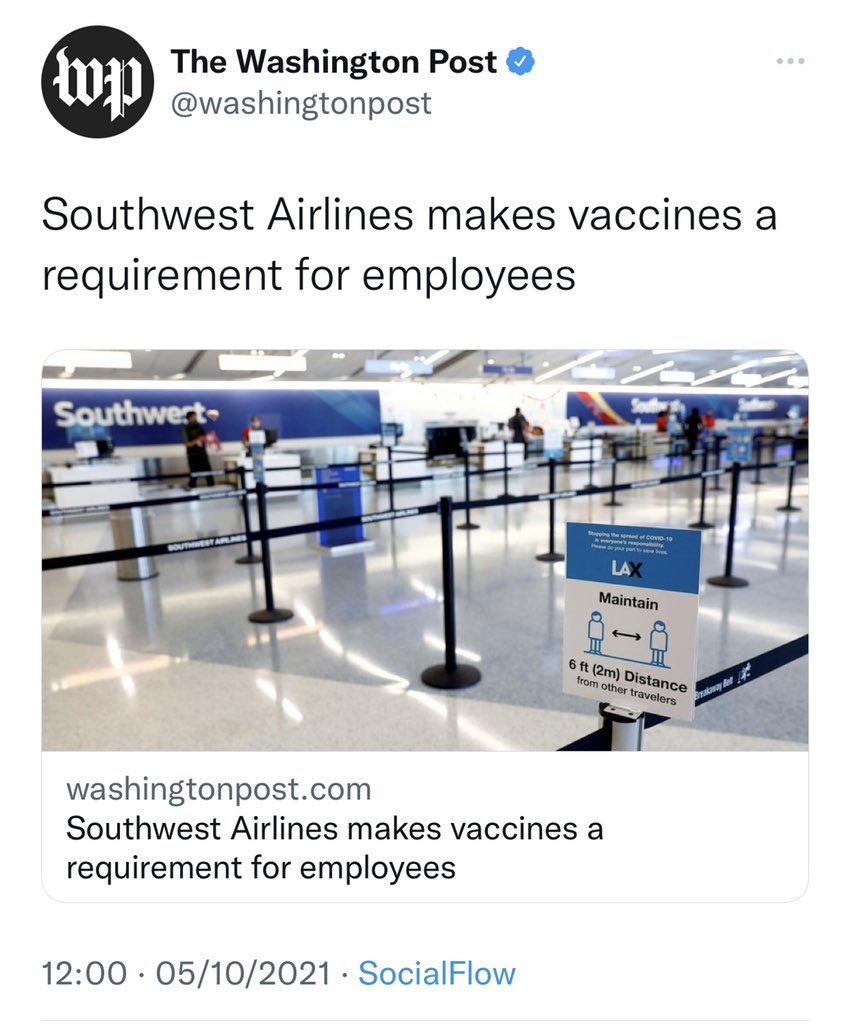 wp
The Washington Post
@washingtonpost
Southwest Airlines makes vaccines a
requirement for employees
Southwest
Southwest
SOUTHWEST AIRLINES
SOUTHWEST AIRLINES
Stopping the spread of COVID-19
is everyone's responsibility.
Please do your part to save lives.
LAX
Maintain
6 ft (2m) Distance
from other travelers
Breakaway Belt
washingtonpost.com
Southwest Airlines makes vaccines a
requirement for employees
12:00 · 05/10/2021 · SocialFlow